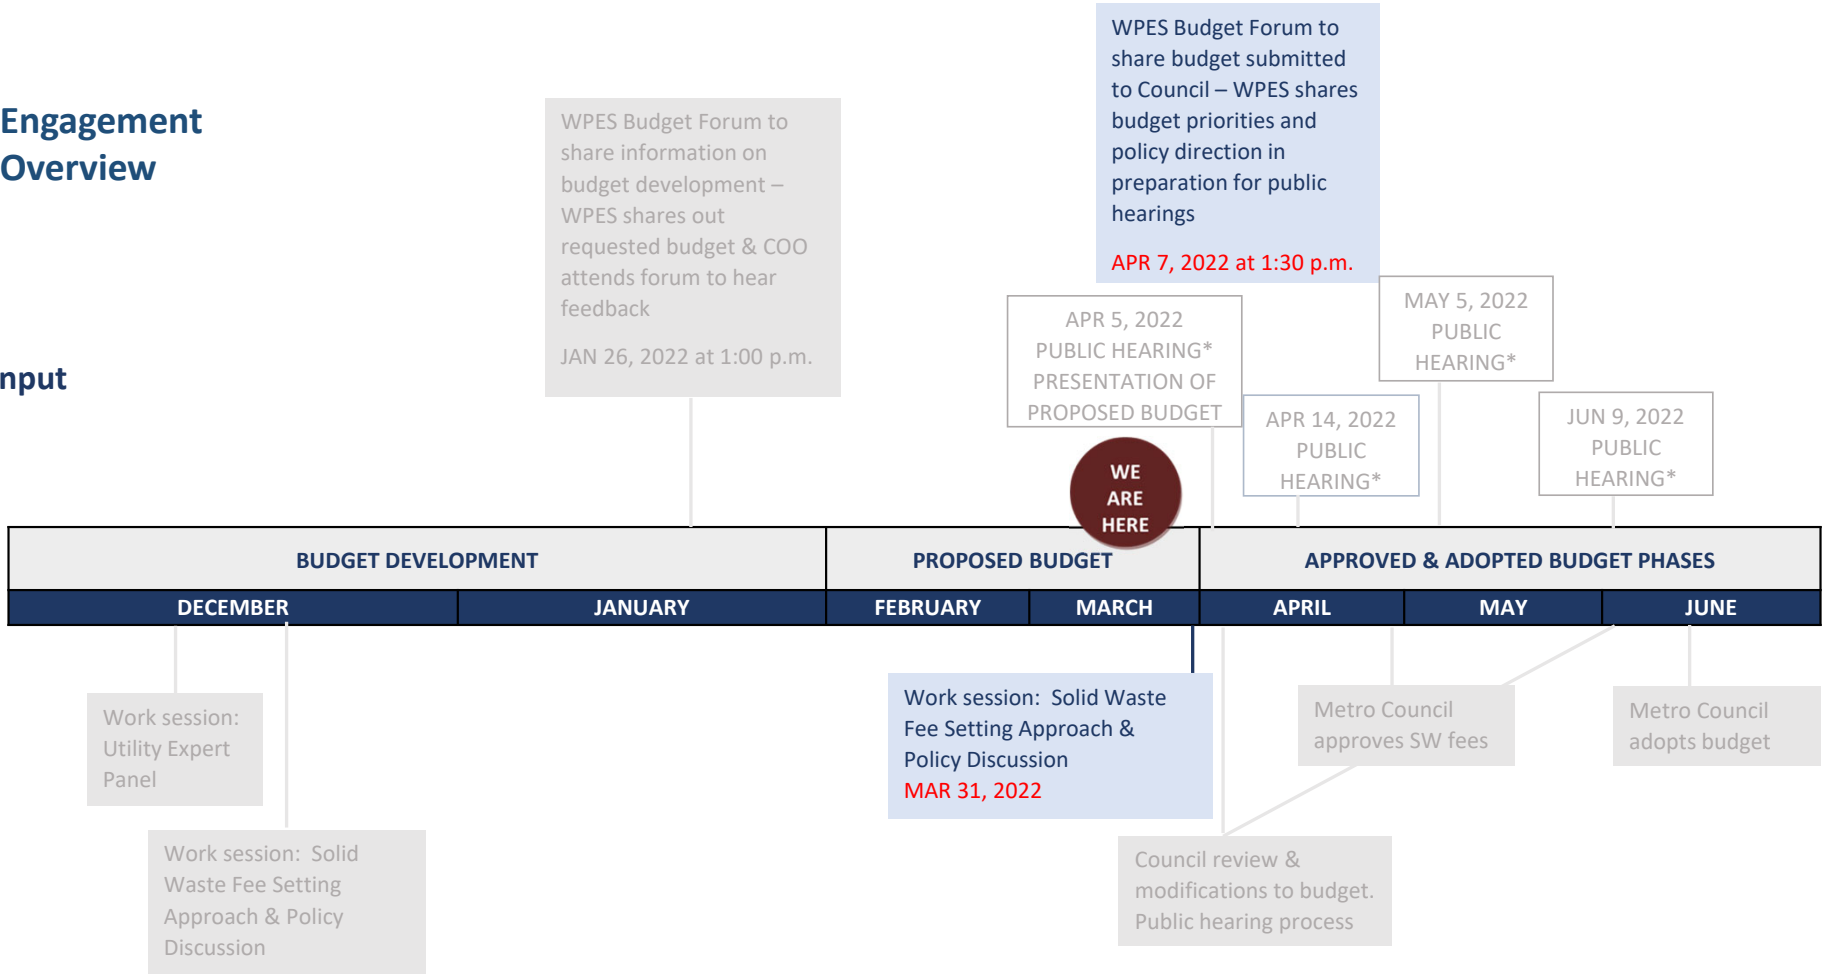 Engagement
Overview
nput
WPES Budget Forum to
share information on
budget development –
WPES shares out
requested budget & COO
attends forum to hear
feedback
JAN 26, 2022 at 1:00 p.m.
WPES Budget Forum to
share budget submitted
to Council – WPES shares
budget priorities and
policy direction in
preparation for public
hearings
APR 7, 2022 at 1:30 p.m.
APR 5, 2022
PUBLIC HEARING*
PRESENTATION OF
PROPOSED BUDGET
APR 14, 2022
PUBLIC
HEARING*
MAY 5, 2022
PUBLIC
HEARING*
JUN 9, 2022
PUBLIC
HEARING*
WE
ARE
HERE
BUDGET DEVELOPMENT
PROPOSED BUDGET
APPROVED & ADOPTED BUDGET PHASES
DECEMBER
JANUARY
FEBRUARY
MARCH
APRIL
MAY
JUNE
Work session:
Utility Expert
Panel
Work session:  Solid
Waste Fee Setting
Approach & Policy
Discussion
Work session:  Solid Waste
Fee Setting Approach &
Policy Discussion
MAR 31, 2022
Council review &
modifications to budget.
Public hearing process
Metro Council
approves SW fees
Metro Council
adopts budget